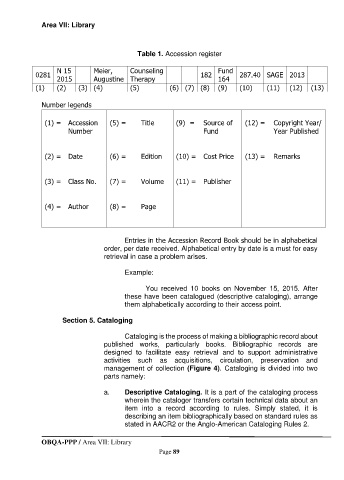 Area VII: Library
Table 1. Accession register
0281 N 15 2015 Meier, Augustine Counseling Therapy 182 Fund 164 287.40 SAGE 2013
(1) (2) (3) (4) (5) (6) (7) (8) (9) (10) (11) (12) (13)
Number legends
(1) = Accession Number (5) = Title (9) = Source of Fund (12) = Copyright Year/ Year Published
(2) = Date (6) = Edition (10) = Cost Price (13) = Remarks
(3) = Class No. (7) = Volume (11) = Publisher
(4) = Author (8) = Page
Entries in the Accession Record Book should be in alphabetical
order, per date received. Alphabetical entry by date is a must for easy
retrieval in case a problem arises.
Example:
You received 10 books on November 15, 2015. After
these have been catalogued (descriptive cataloging), arrange
them alphabetically according to their access point.
Section 5. Cataloging
Cataloging is the process of making a bibliographic record about
published works, particularly books. Bibliographic records are
designed to facilitate easy retrieval and to support administrative
activities such as acquisitions, circulation, preservation and
management of collection (Figure 4). Cataloging is divided into two
parts namely:
a. Descriptive Cataloging. It is a part of the cataloging process
wherein the cataloger transfers certain technical data about an
item into a record according to rules. Simply stated, it is
describing an item bibliographically based on standard rules as
stated in AACR2 or the Anglo-American Cataloging Rules 2.
OBQA-PPP / Area VII: Library
Page 89